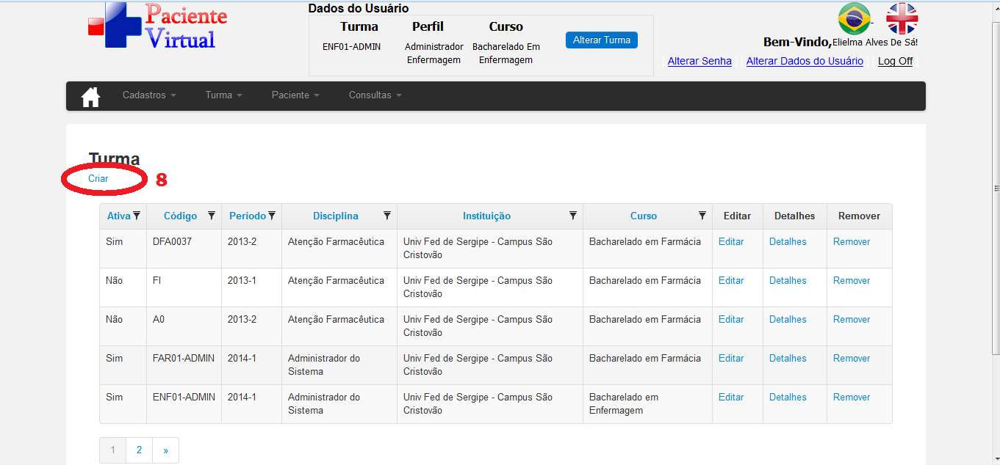 Paciente
Virtual
Dados do Usuário
Turma Perfil Curso
ENF01-ADMIN Administrador Enfermagem Bacharelado Em Enfermagem
Alterar Turma
Bem-Vindo,Elielma Alves De Sá!
Alterar Senha | Alterar Dados do Usuário | Log Off
Cadastros Turma Paciente Consultas
Turma
Criar 8
Ativa Código Período Disciplina Instituição Curso Editar Detalhes Remover
Sim DFA0037 2013-2 Atenção Farmacêutica Univ Fed de Sergipe - Campus São Cristovão Bacharelado em Farmácia Editar Detalhes Remover
Não FI 2013-1 Atenção Farmacêutica Univ Fed de Sergipe - Campus São Cristovão Bacharelado em Farmácia Editar Detalhes Remover
Não A0 2013-2 Atenção Farmacêutica Univ Fed de Sergipe - Campus São Cristovão Bacharelado em Farmácia Editar Detalhes Remover
Sim FAR01-ADMIN 2014-1 Administrador do Sistema Univ Fed de Sergipe - Campus São Cristovão Bacharelado em Farmácia Editar Detalhes Remover
Sim ENF01-ADMIN 2014-1 Administrador do Sistema Univ Fed de Sergipe - Campus São Cristovão Bacharelado em Enfermagem Editar Detalhes Remover
1 2 »